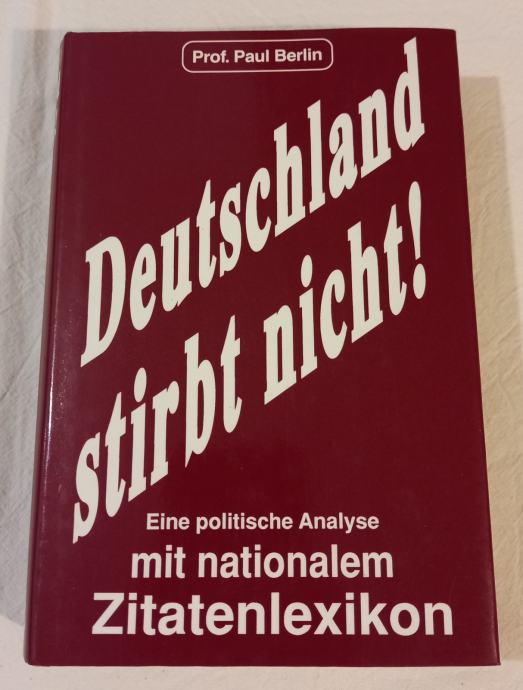 Prof. Paul Berlin
Deutschland
stirbt nicht!
Eine politische Analyse
mit nationalem
Zitatenlexikon